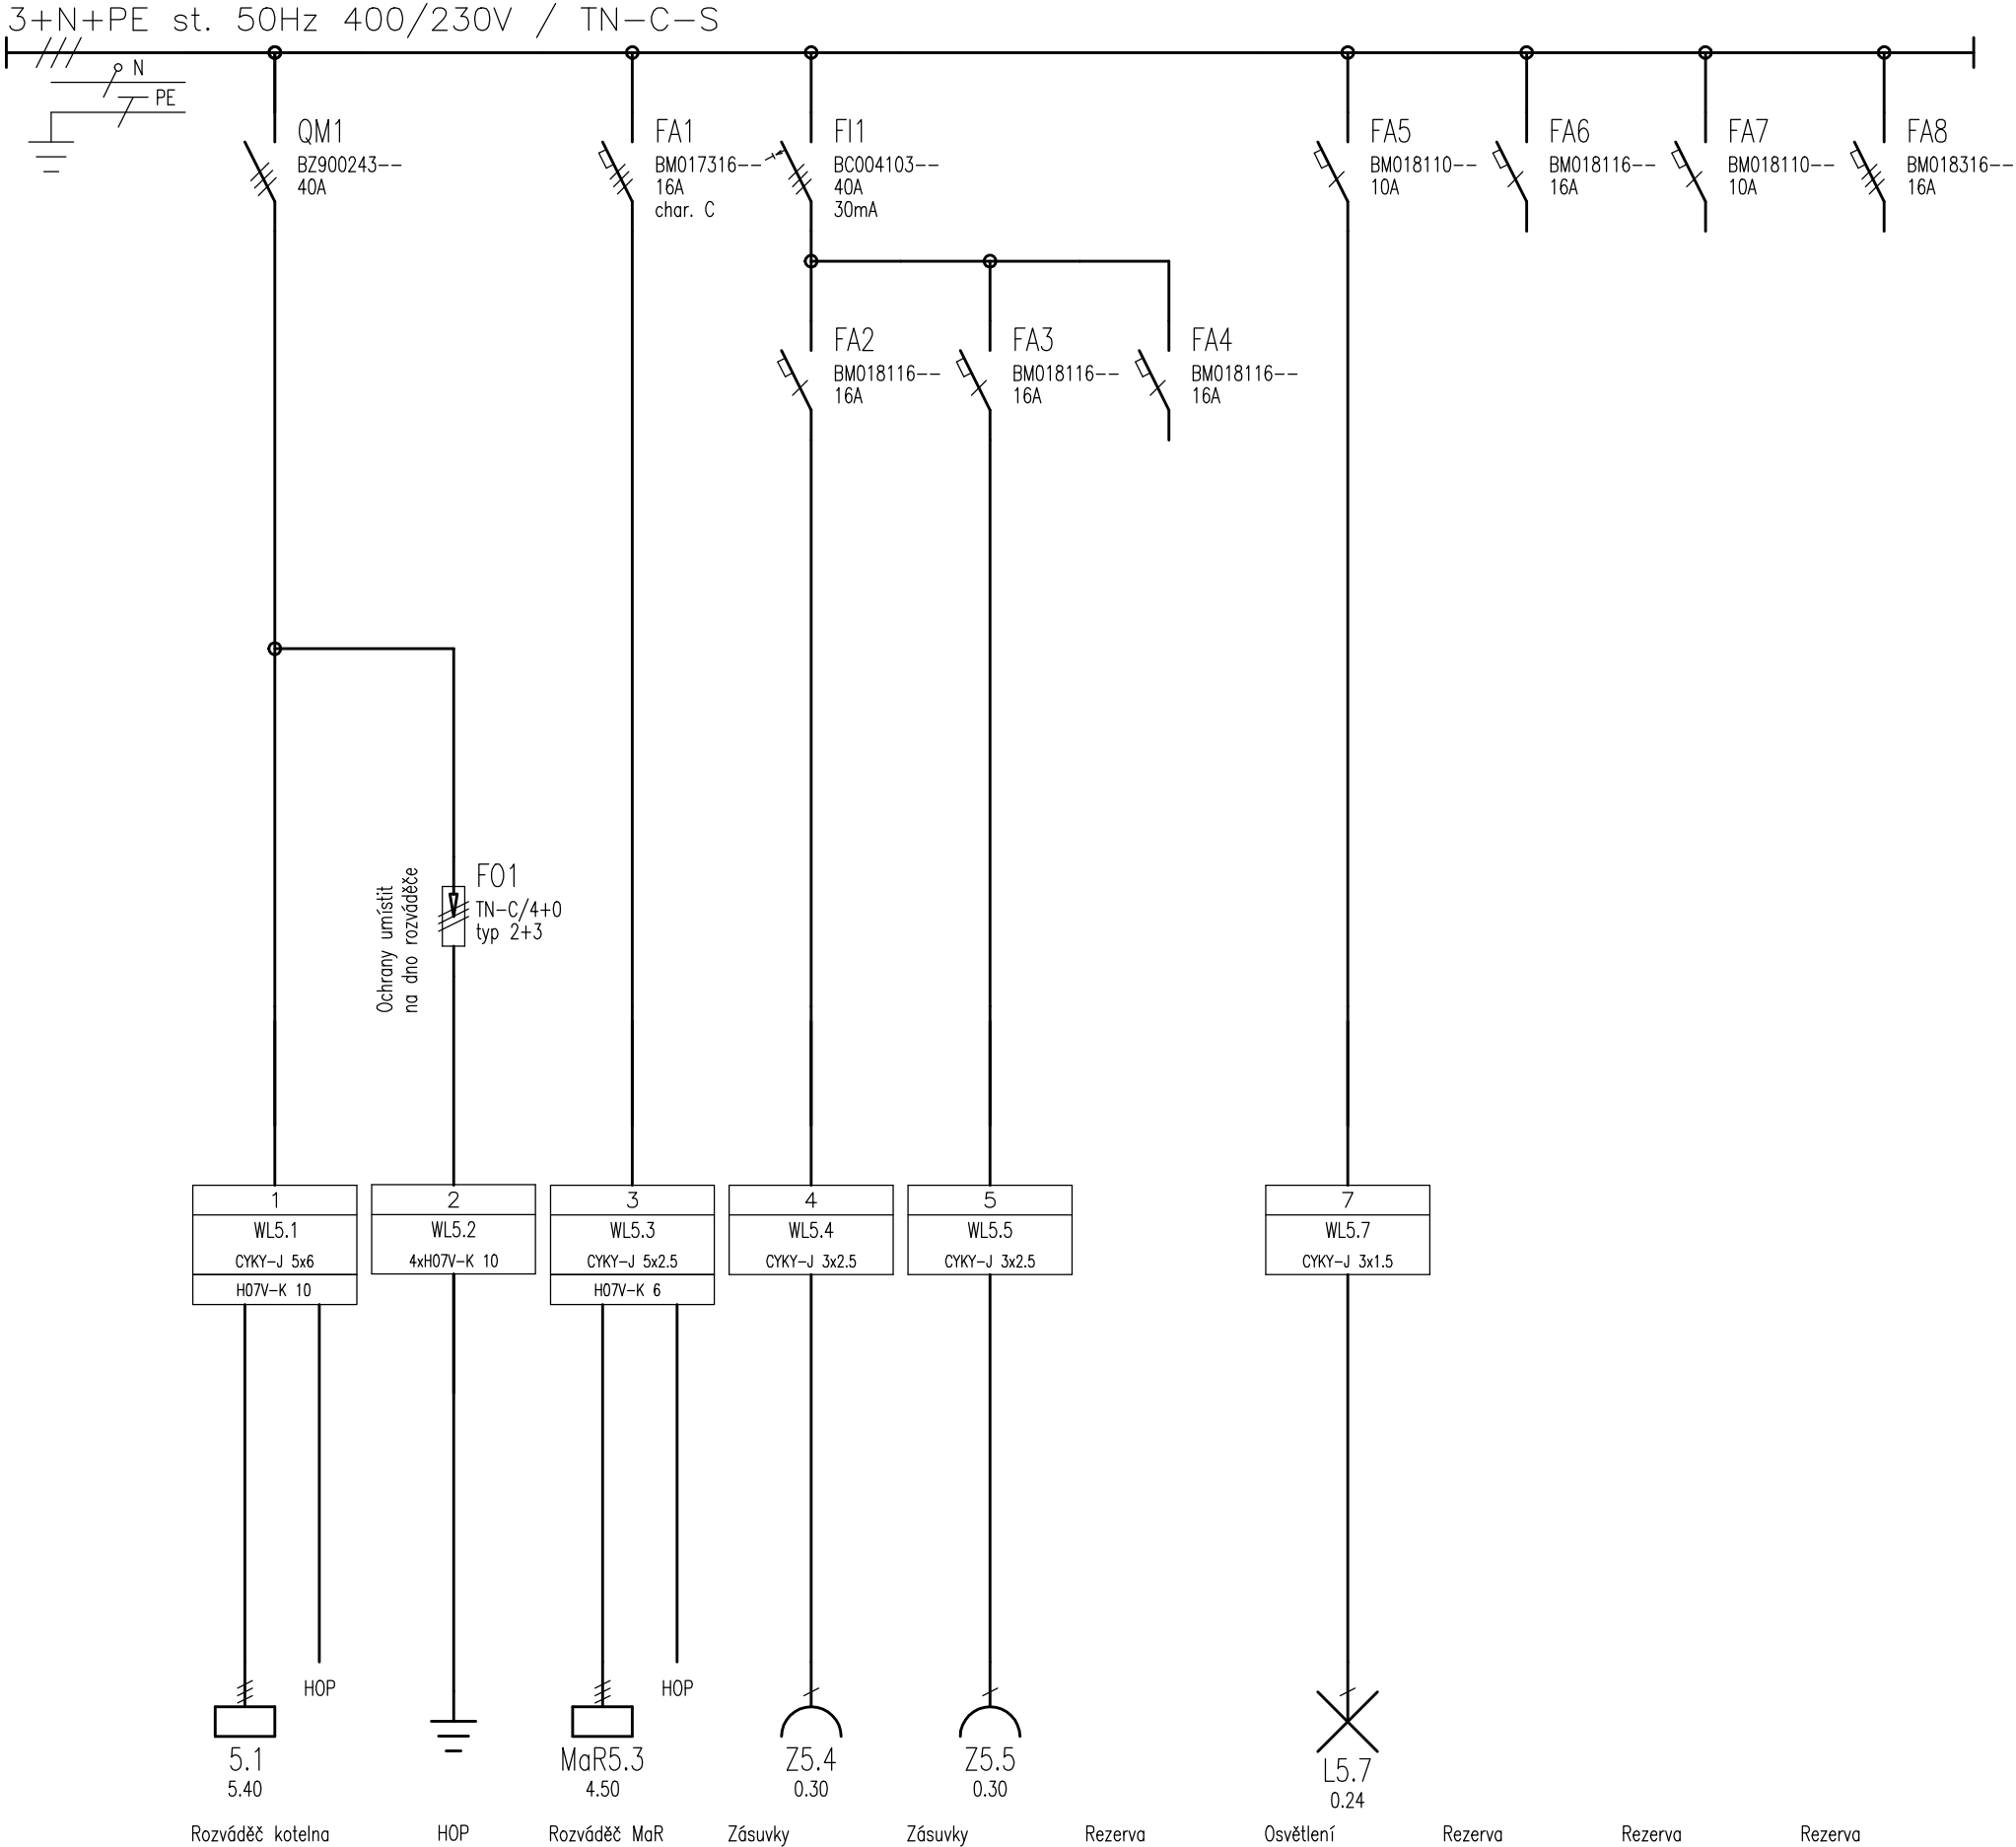 3+N+PE st. 50Hz 400/230V / TN-C-S
N
PE
QM1
BZ900243--
40A
FA1
BM017316--
16A
char. C
FI1
BC004103--
40A
30mA
FA5
BM018110--
10A
FA6
BM018116--
16A
FA7
BM018110--
10A
FA8
BM018316--
16A
FA2
BM018116--
16A
FA3
BM018116--
16A
FA4
BM018116--
16A
Ochrany umístit
na dno rozváděče
FO1
TN-C/4+0
typ 2+3
1
WL5.1
CYKY-J 5x6
H07V-K 10
2
WL5.2
4xH07V-K 10
3
WL5.3
CYKY-J 5x2.5
H07V-K 6
4
WL5.4
CYKY-J 3x2.5
5
WL5.5
CYKY-J 3x2.5
7
WL5.7
CYKY-J 3x1.5
HOP
HOP
5.1
5.40
MaR5.3
4.50
Z5.4
0.30
Z5.5
0.30
L5.7
0.24
Rozváděč kotelna
HOP
Rozváděč MaR
Zásuvky
Zásuvky
Rezerva
Osvětlení
Rezerva
Rezerva
Rezerva